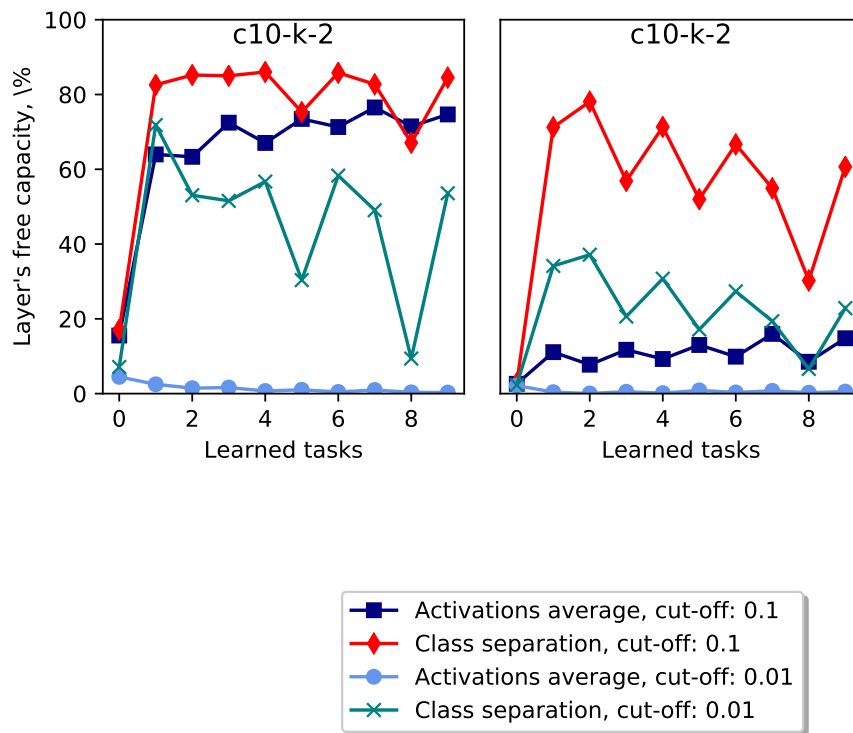 c10-k-2
c10-k-2
Layer's free capacity, \%
100
80
60
40
20
0
0 2 4 6 8
0 2 4 6 8
Learned tasks
Learned tasks
Activations average, cut-off: 0.1
Class separation, cut-off: 0.1
Activations average, cut-off: 0.01
Class separation, cut-off: 0.01